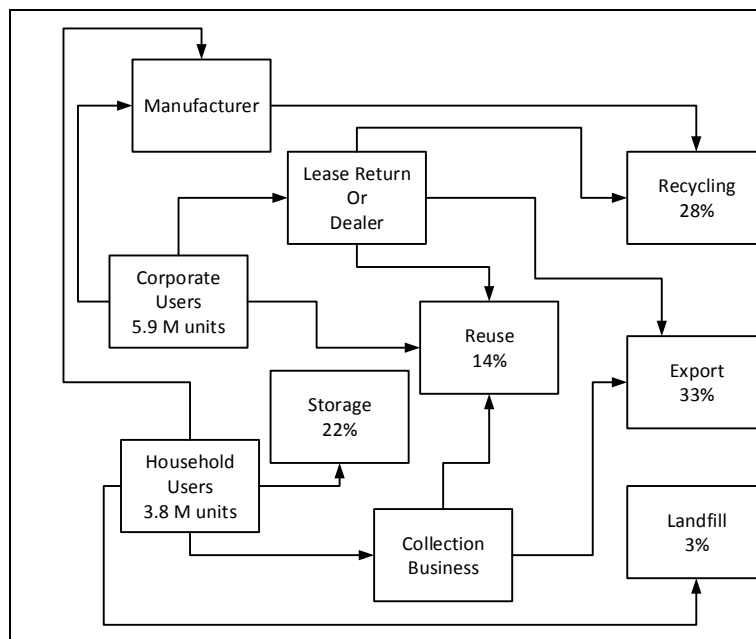 Manufacturer
Lease Return
Or
Dealer
Recycling
28%
Corporate
Users
5.9 M units
Reuse
14%
Export
33%
Storage
22%
Household
Users
3.8 M units
Collection
Business
Landfill
3%